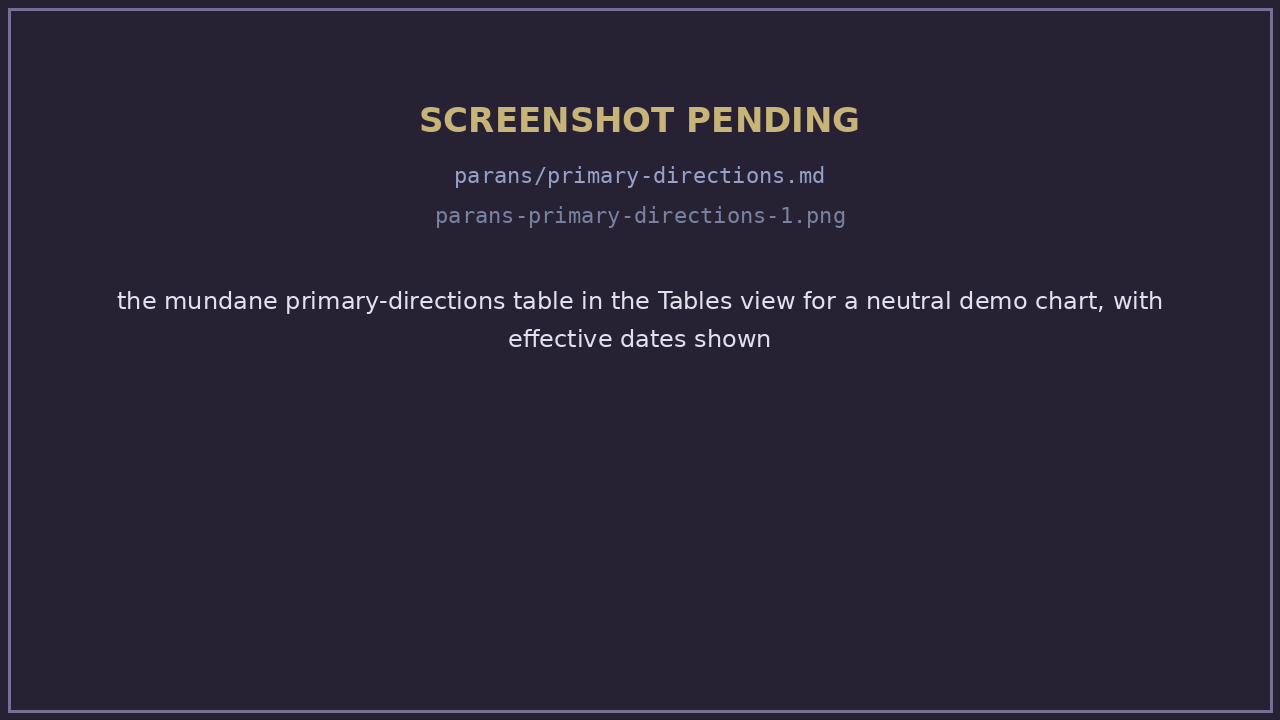 SCREENSHOT PENDING
parans/primary-directions.md
parans-primary-directions-1.png
the mundane primary-directions table in the Tables view for a neutral demo chart, with
effective dates shown